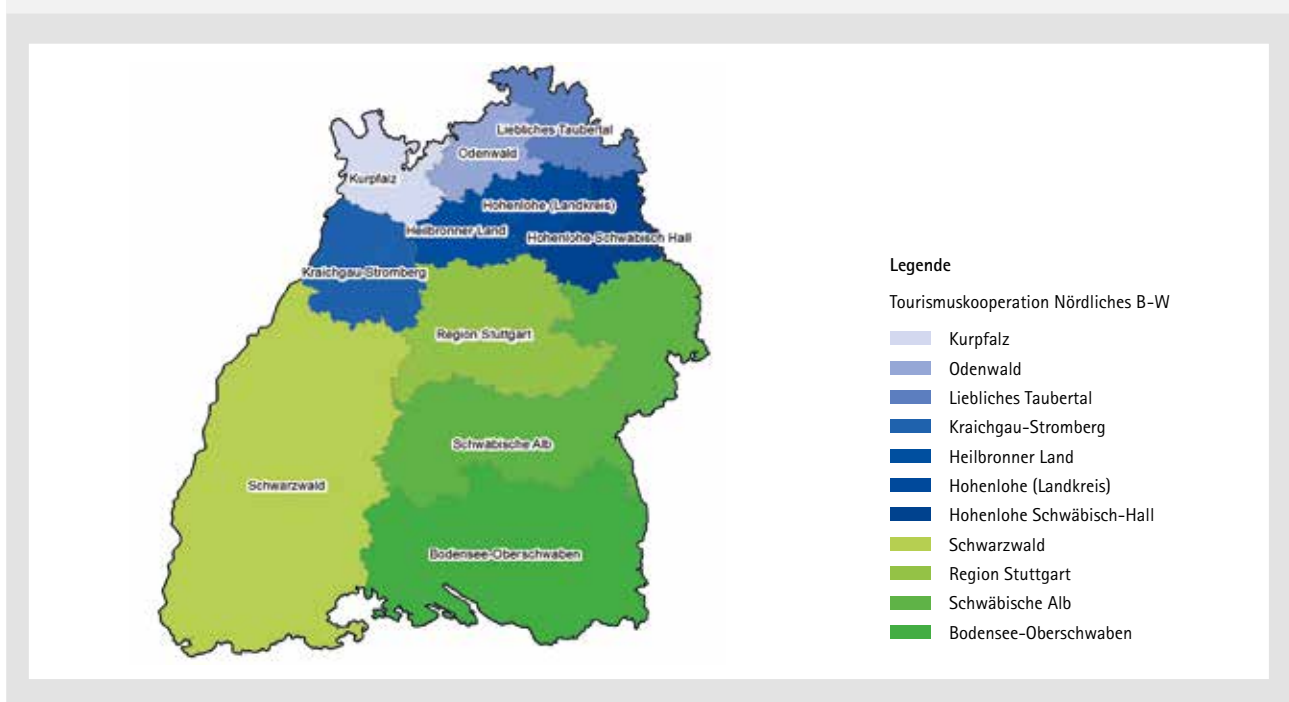 Liebliches Taubertal
Odenwald
Kurpfalz
Hohenlohe (Landkreis)
Heilbronner Land
Hohenlohe-Schwäbisch Hall
Kraichgau-Stromberg
Region Stuttgart
Schwäbische Alb
Schwarzwald
Bodensee-Oberschwaben
Legende
Tourismuskooperation Nördliches B-W
Kurpfalz
Odenwald
Liebliches Taubertal
Kraichgau-Stromberg
Heilbronner Land
Hohenlohe (Landkreis)
Hohenlohe Schwäbisch-Hall
Schwarzwald
Region Stuttgart
Schwäbische Alb
Bodensee-Oberschwaben